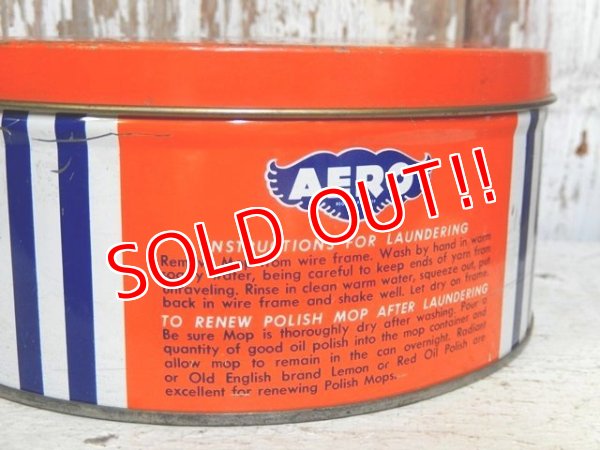 AERO
SOLD OUT!!
INSTRUCTIONS FOR LAUNDERING
Remove Mop from wire frame. Wash by hand in warm
soapy water, being careful to keep ends of yarn from
unraveling. Rinse in clean warm water, squeeze out, put
back in wire frame and shake well. Let dry on frame.
TO RENEW POLISH MOP AFTER LAUNDERING
Be sure Mop is thoroughly dry after washing. Pour a
quantity of good oil polish into the mop container and
allow mop to remain in the can overnight. Radiant
or Old English brand Lemon or Red Oil Polish are
excellent for renewing Polish Mops.